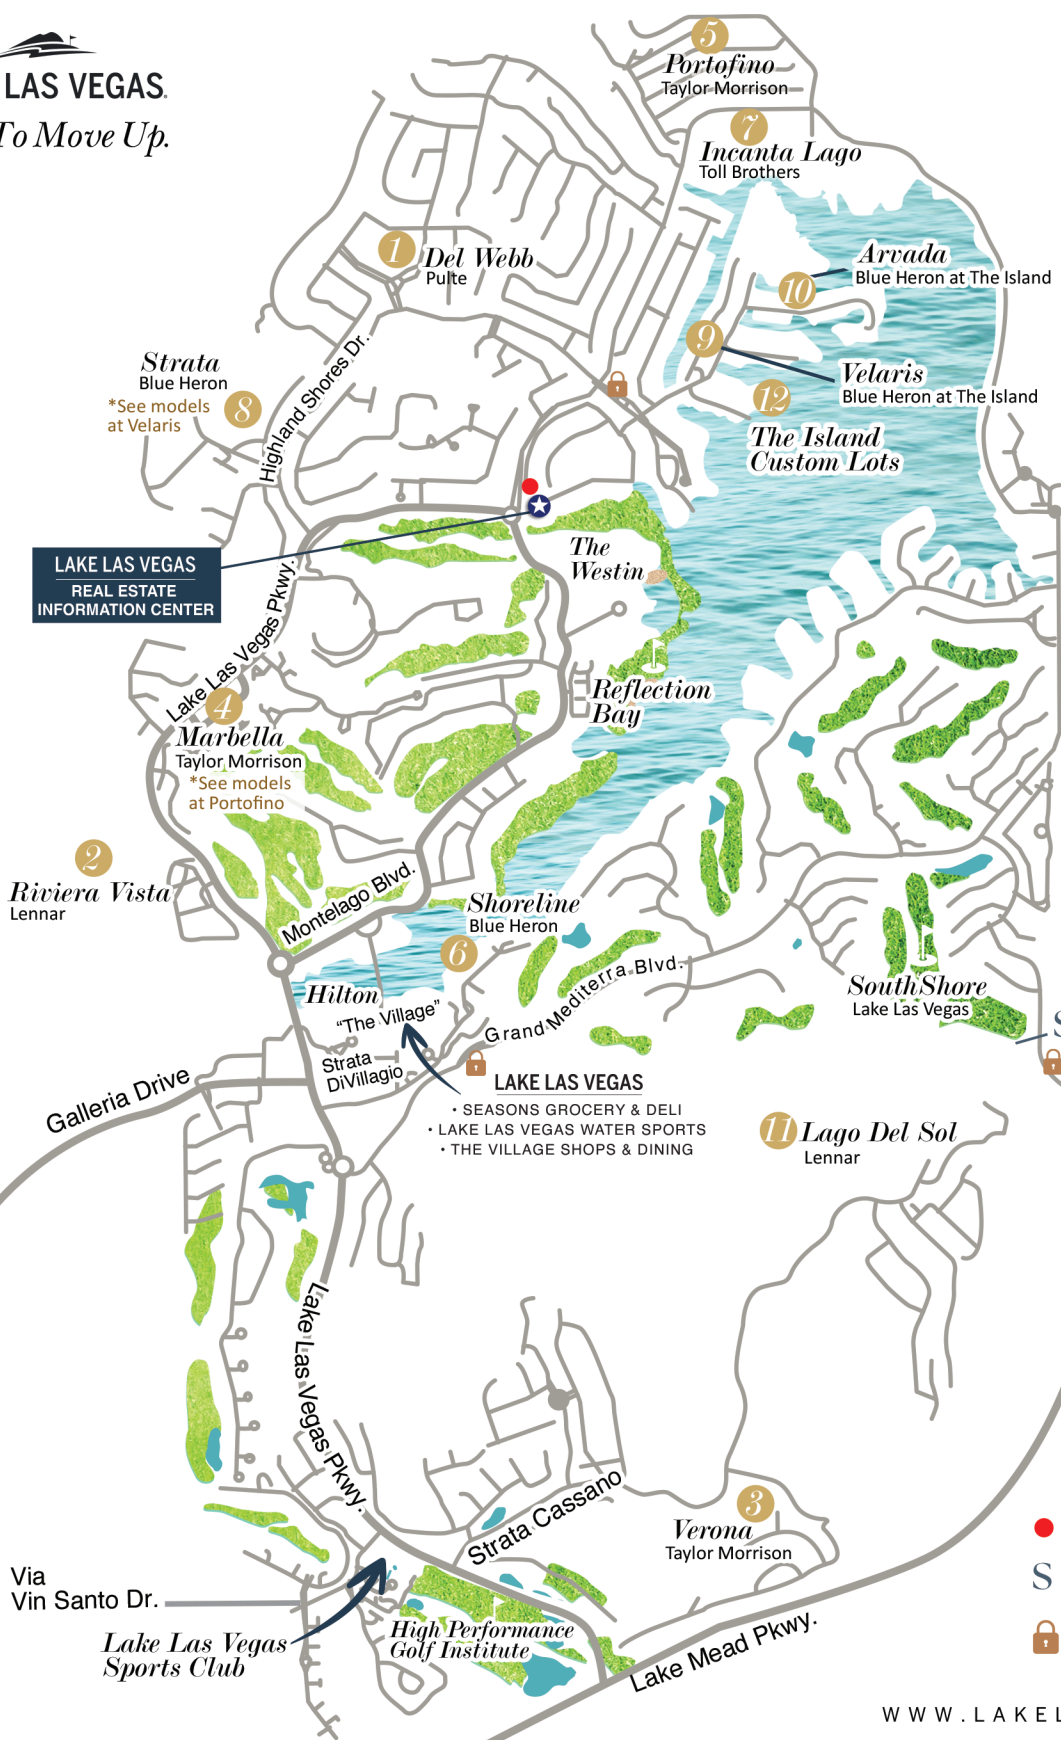 LAS VEGAS
To Move Up.
5
Portofino
Taylor Morrison
7
Incanta Lago
Toll Brothers
1
Del Webb
Pulte
Arvada
Blue Heron at The Island
10
9
Velaris
Blue Heron at The Island
12
The Island
Custom Lots
Strata
Blue Heron
*See models
at Velaris
8
Highland Shores Dr.
LAKE LAS VEGAS
REAL ESTATE
INFORMATION CENTER
The
Westin
Lake Las Vegas Pkwy.
4
Marbella
Taylor Morrison
*See models
at Portofino
Reflection
Bay
2
Riviera Vista
Lennar
Montelago Blvd.
Shoreline
Blue Heron
6
Hilton
"The Village"
Strata
DiVillagio
Grand Mediterra Blvd.
SouthShore
Lake Las Vegas
S
Galleria Drive
LAKE LAS VEGAS
• SEASONS GROCERY & DELI
• LAKE LAS VEGAS WATER SPORTS
• THE VILLAGE SHOPS & DINING
11
Lago Del Sol
Lennar
Lake Las Vegas Pkwy.
Strata Cassano
3
Verona
Taylor Morrison
Via
Vin Santo Dr.
Lake Las Vegas
Sports Club
High Performance
Golf Institute
Lake Mead Pkwy.
S
WWW.LAKEL